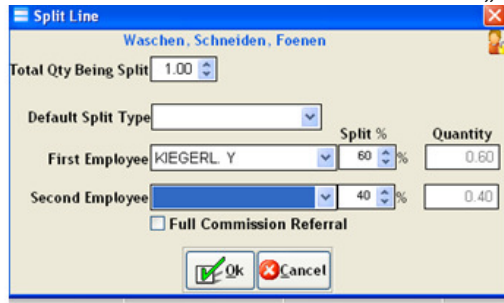 Split Line
Waschen, Schneiden, Foenen
Total Qty Being Split 1.00
Default Split Type
Split % Quantity
First Employee KIEGERL. Y 60 % 0.60
Second Employee 40 % 0.40
Full Commission Referral
Ok Cancel